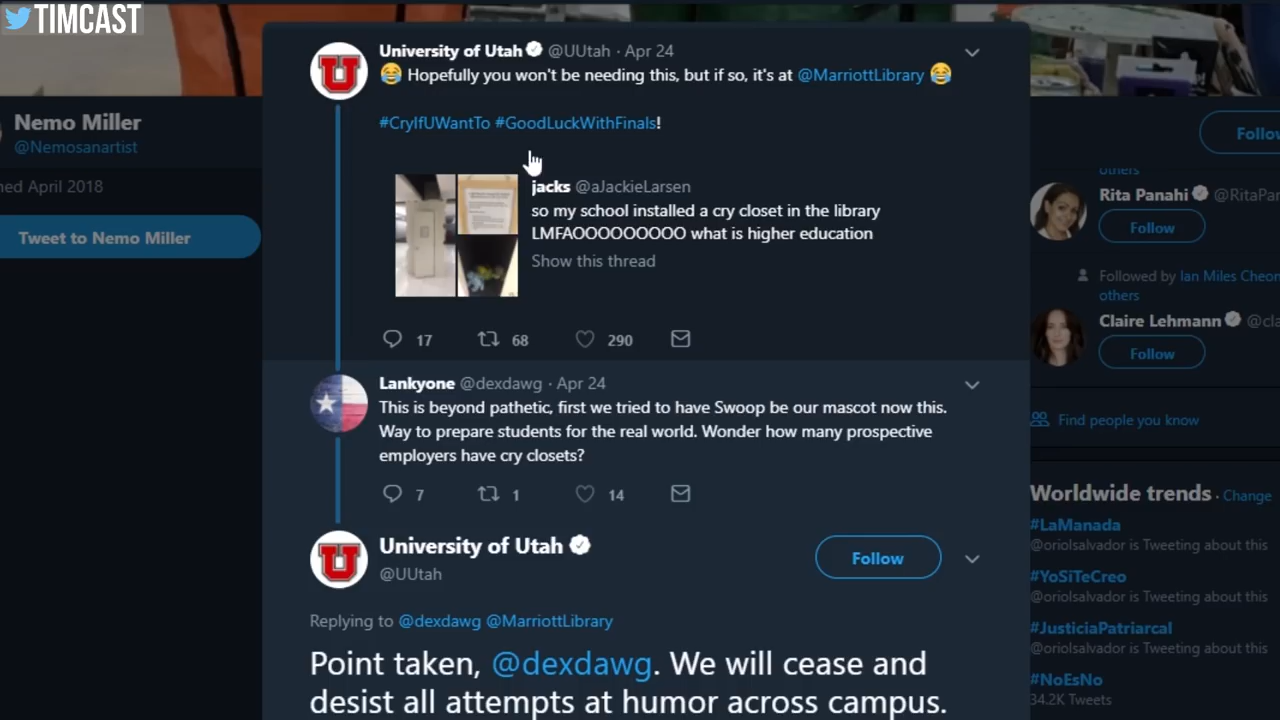 TIMCAST
University of Utah @UUtah · Apr 24
😂 Hopefully you won't be needing this, but if so, it's at @MarriottLibrary 😂
#CryIfUWantTo #GoodLuckWithFinals!
jacks @aJackieLarsen
so my school installed a cry closet in the library
LMFAOOOOOOOOO what is higher education
Show this thread
17 68 290
Lankyone @dexdawg · Apr 24
This is beyond pathetic, first we tried to have Swoop be our mascot now this.
Way to prepare students for the real world. Wonder how many prospective
employers have cry closets?
7 1 14
University of Utah
@UUtah
Follow
Replying to @dexdawg @MarriottLibrary
Point taken, @dexdawg. We will cease and
desist all attempts at humor across campus.
Nemo Miller
@Nemosanartist
ned April 2018
Tweet to Nemo Miller
Follow
others
Rita Panahi @RitaPan
Follow
Followed by Ian Miles Cheong
others
Claire Lehmann @cla
Follow
Find people you know
Worldwide trends · Change
#LaManada
@oriolsalvador is Tweeting about this
#YoSiTeCreo
@oriolsalvador is Tweeting about this
#JusticiaPatriarcal
@oriolsalvador is Tweeting about this
#NoEsNo
34.2K Tweets